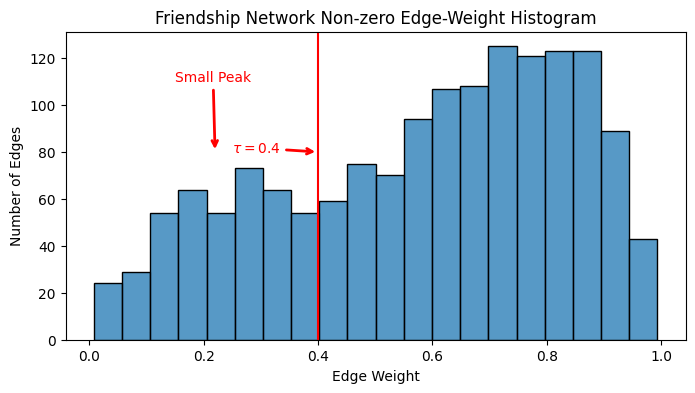 Friendship Network Non-zero Edge-Weight Histogram
Number of Edges
120
100
80
60
40
20
0
Small Peak
τ = 0.4
0.0 0.2 0.4 0.6 0.8 1.0
Edge Weight